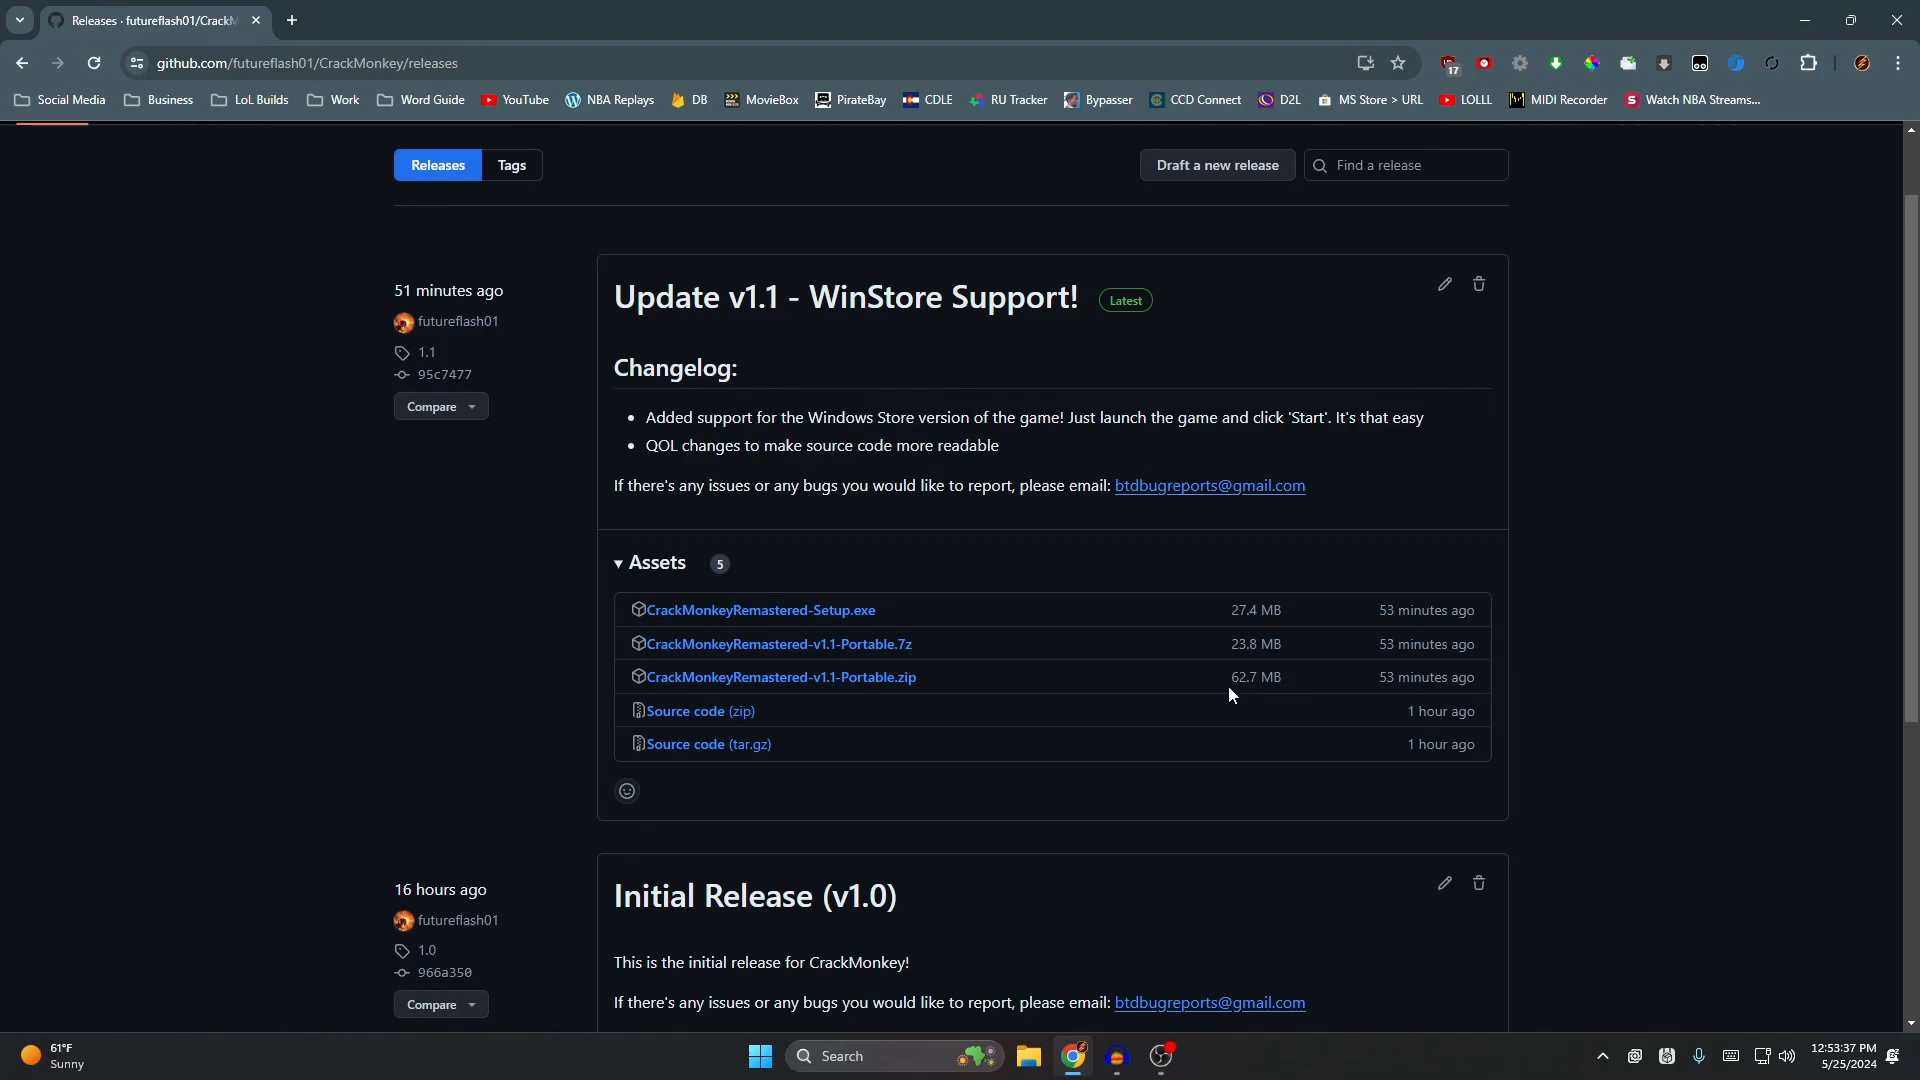 Releases · futureflash01/CrackM
github.com/futureflash01/CrackMonkey/releases
17
Social Media Business LoL Builds Work Word Guide YouTube NBA Replays DB MovieBox PirateBay CDLE RU Tracker Bypasser CCD Connect D2L MS Store > URL LOLLL MIDI Recorder Watch NBA Streams...
Releases Tags Draft a new release Find a release
51 minutes ago
futureflash01
1.1
95c7477
Compare
Update v1.1 - WinStore Support! Latest
Changelog:
• Added support for the Windows Store version of the game! Just launch the game and click 'Start'. It's that easy
• QOL changes to make source code more readable
If there's any issues or any bugs you would like to report, please email: btdbugreports@gmail.com
Assets 5
CrackMonkeyRemastered-Setup.exe 27.4 MB 53 minutes ago
CrackMonkeyRemastered-v1.1-Portable.7z 23.8 MB 53 minutes ago
CrackMonkeyRemastered-v1.1-Portable.zip 62.7 MB 53 minutes ago
Source code (zip) 1 hour ago
Source code (tar.gz) 1 hour ago
16 hours ago
futureflash01
1.0
966a350
Compare
Initial Release (v1.0)
This is the initial release for CrackMonkey!
If there's any issues or any bugs you would like to report, please email: btdbugreports@gmail.com
61°F
Sunny
Search
12:53:37 PM
5/25/2024